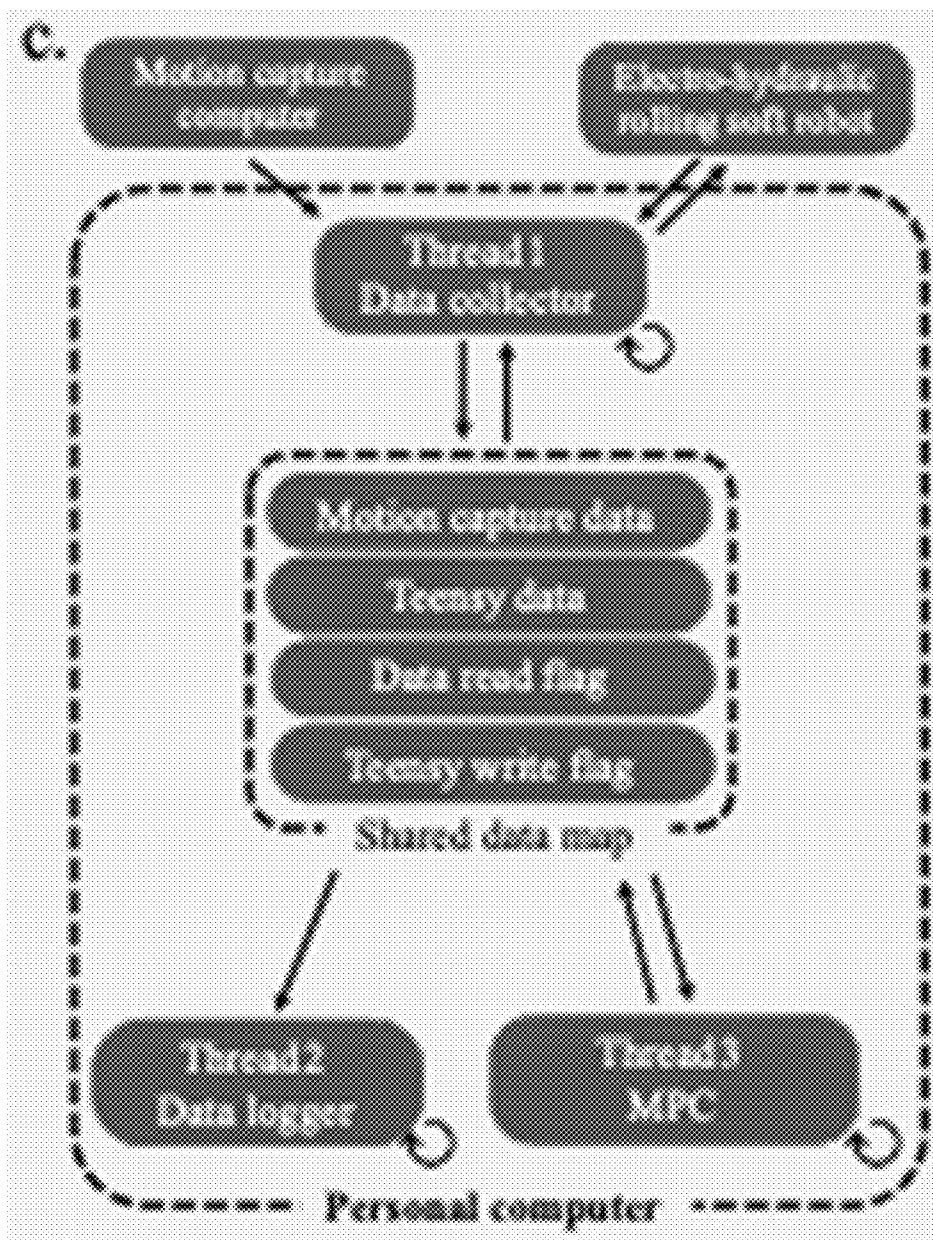 C.
Motion capture
computer
Electro-hydraulic
rolling soft robot
Thread 1
Data collector
Motion capture data
Teensy data
Data read flag
Teensy write flag
Shared data map
Thread 2
Data logger
Thread 3
MPC
Personal computer